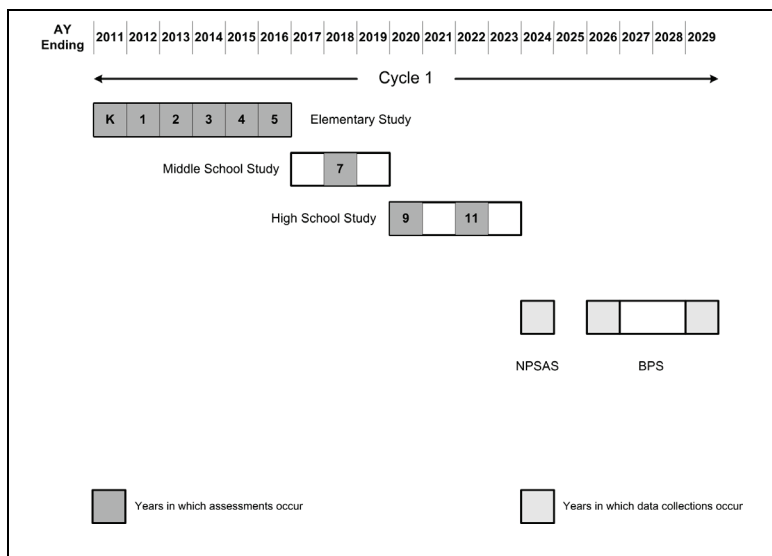 AY Ending 2011 2012 2013 2014 2015 2016 2017 2018 2019 2020 2021 2022 2023 2024 2025 2026 2027 2028 2029
Cycle 1
K 1 2 3 4 5 Elementary Study
Middle School Study 7
High School Study 9 11
NPSAS BPS
Years in which assessments occur Years in which data collections occur